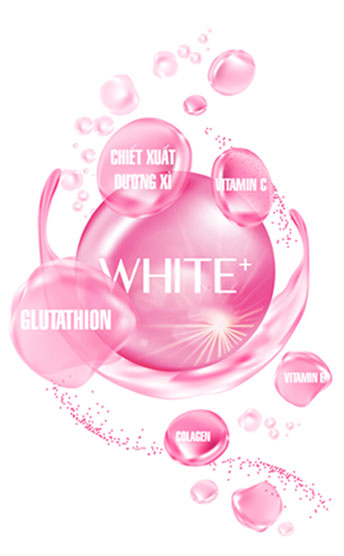 CHIẾT XUẤT
DƯƠNG XỈ
VITAMIN C
WHITE+
GLUTATHION
VITAMIN E
COLAGEN